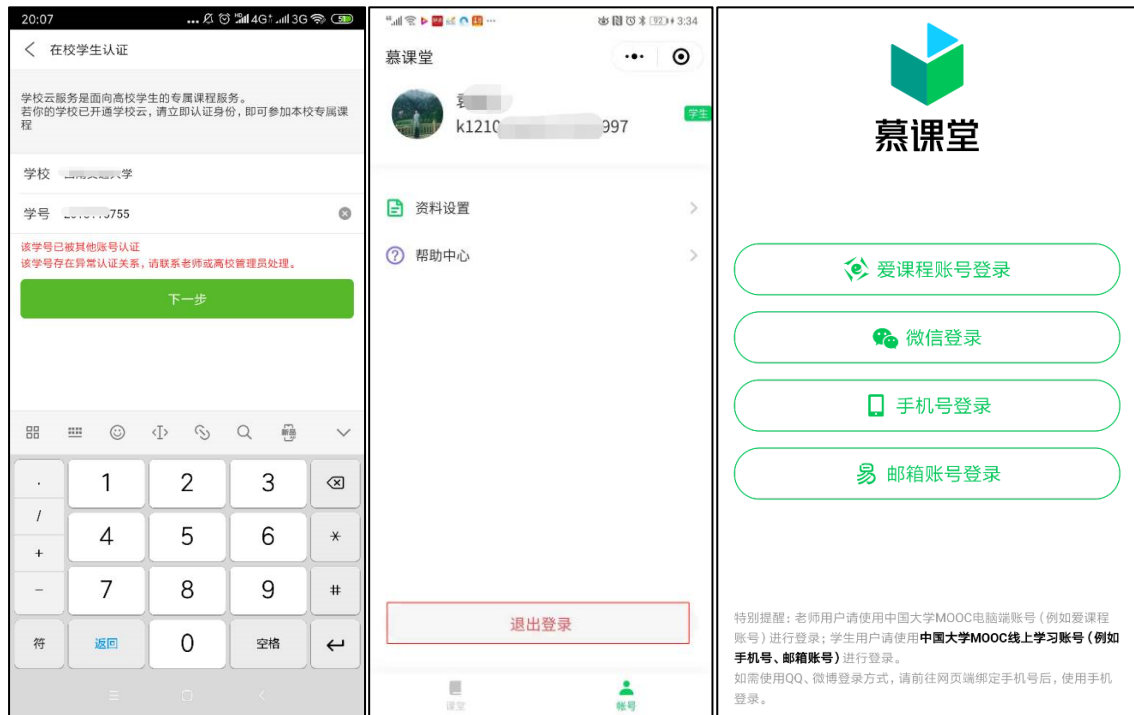 20:07
... 4G 3G 50
在校学生认证
学校云服务是面向高校学生的专属课程服务。
若你的学校已开通学校云，请立即认证身份，即可参加本校专属课
程
学校 大学
学号 755
该学号已被其他账号认证
该学号存在异常认证关系，请联系老师或高校管理员处理。
下一步
.
/
+
-
1
2
3
4
5
6
*
7
8
9
#
符
返回
0
空格
92 3:34
慕课堂
k1210 997
学生
资料设置
帮助中心
退出登录
课堂
帐号
慕课堂
爱课程账号登录
微信登录
手机号登录
邮箱账号登录
特别提醒：老师用户请使用中国大学MOOC电脑端账号（例如爱课程
账号）进行登录；学生用户请使用中国大学MOOC线上学习账号（例如
手机号、邮箱账号）进行登录。
如需使用QQ、微博登录方式，请前往网页端绑定手机号后，使用手机
登录。